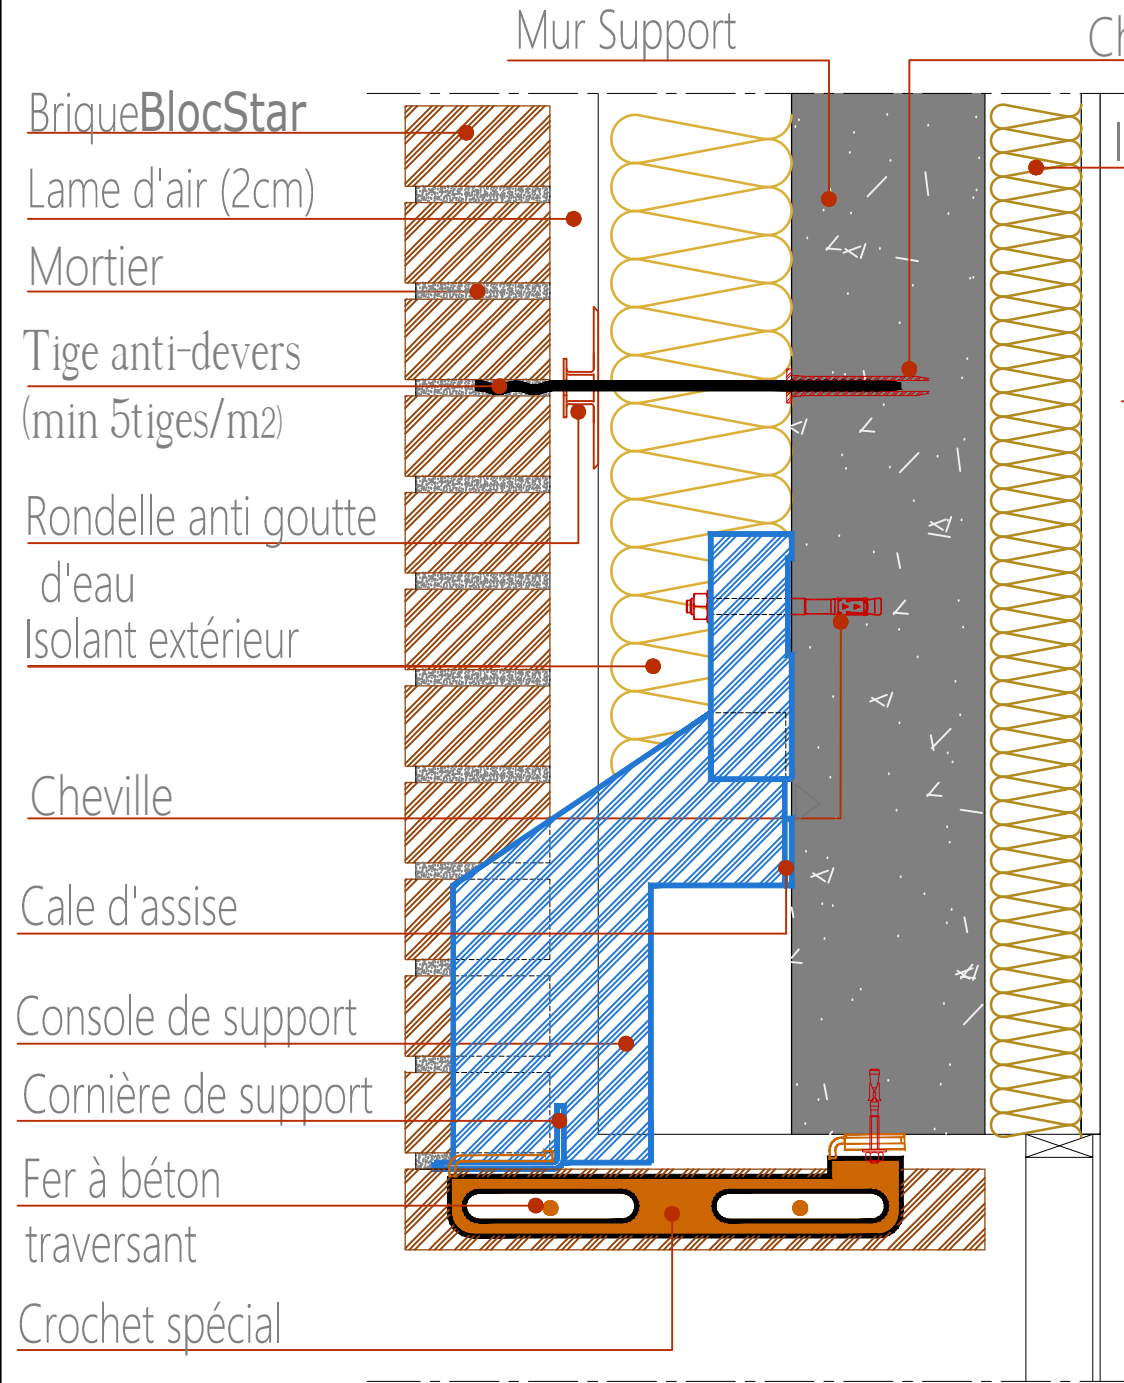 Mur Support
Ch
BriqueBlocStar
Lame d'air (2cm)
Mortier
Tige anti-devers
(min 5tiges/m2)
Rondelle anti goutte
d'eau
Isolant extérieur
Cheville
Cale d'assise
Console de support
Cornière de support
Fer à béton
traversant
Crochet spécial